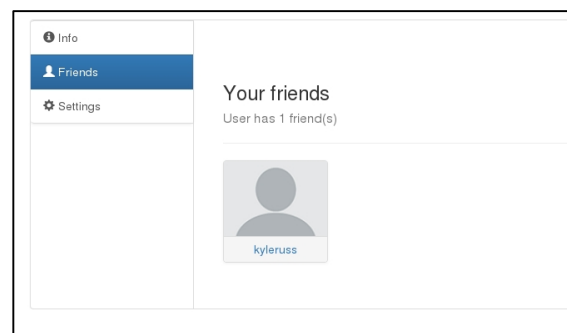 Info
Friends
Settings
Your friends
User has 1 friend(s)
kyleruss